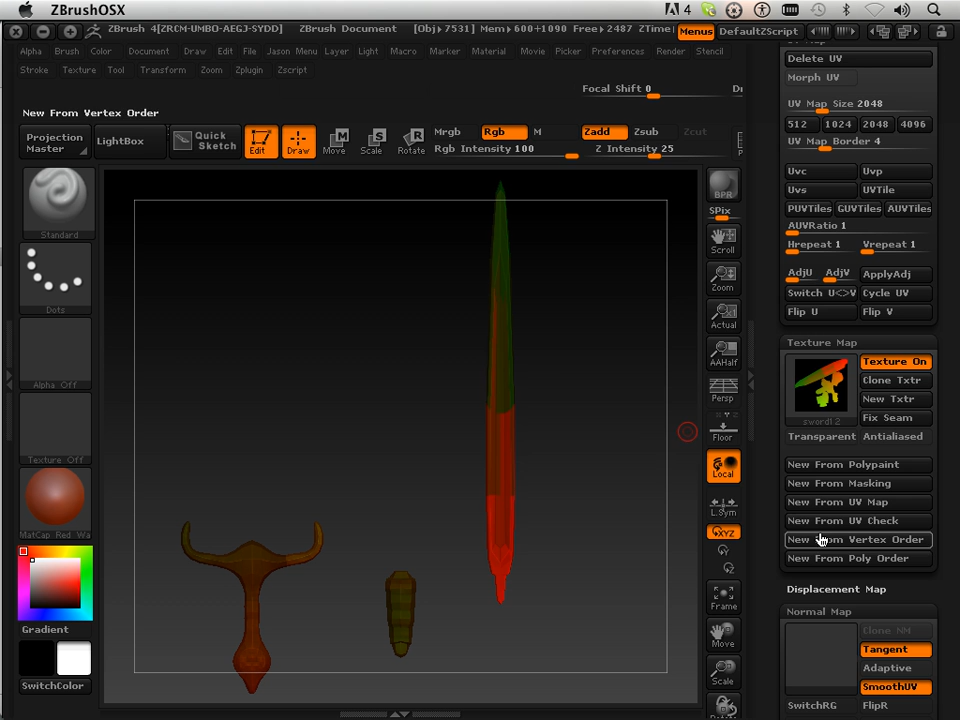 ZBrushOSX
4
ZBrush 4[ZRCM-UMBO-AEGJ-SYDD] ZBrush Document [Obj>7531] Mem>600+1090 Free>2487 ZTime
Menus DefaultZScript
Alpha Brush Color Document Draw Edit File Jason Menu Layer Light Macro Marker Material Movie Picker Preferences Render Stencil
Stroke Texture Tool Transform Zoom Zplugin Zscript
Focal Shift 0
New From Vertex Order
Projection
Master
LightBox
Quick
Sketch
Edit
Draw
Move
Scale
Rotate
Mrgb Rgb M
Rgb Intensity 100
Zadd Zsub Zcut
Z Intensity 25
Standard
Dots
Alpha Off
Texture Off
MatCap Red Wa
Gradient
SwitchColor
BPR
SPix
Scroll
Zoom
Actual
AAHalf
Persp
Floor
Local
L.Sym
XYZ
Frame
Move
Scale
Delete UV
Morph UV
UV Map Size 2048
512 1024 2048 4096
UV Map Border 4
Uvc Uvp
Uvs UVTile
PUVTiles GUVTiles AUVTiles
AUVRatio 1
Hrepeat 1 Vrepeat 1
AdjU AdjV ApplyAdj
Switch U<>V Cycle UV
Flip U Flip V
Texture Map
Texture On
Clone Txtr
New Txtr
Fix Seam
sword12
Transparent Antialiased
New From Polypaint
New From Masking
New From UV Map
New From UV Check
New From Vertex Order
New From Poly Order
Displacement Map
Normal Map
Clone NM
Tangent
Adaptive
SmoothUV
SwitchRG FlipR